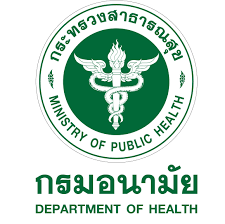 กระทรวงสาธารณสุข
MINISTRY OF PUBLIC HEALTH
กรมอนามัย
DEPARTMENT OF HEALTH